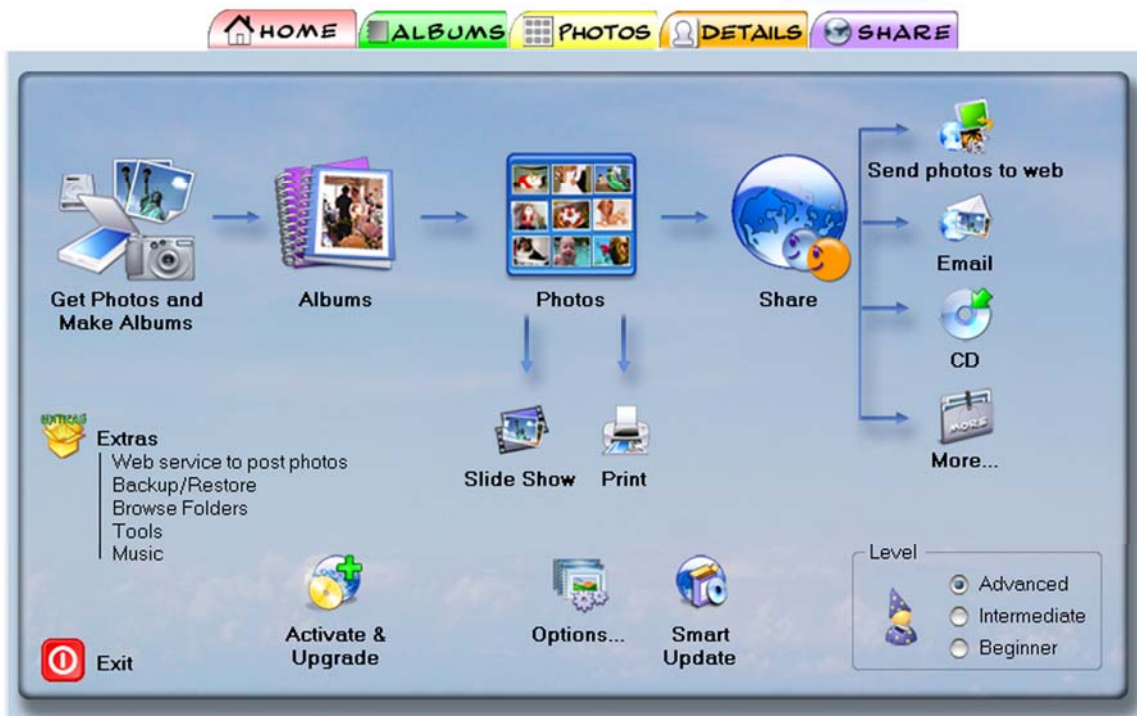 HOME
ALBUMS
PHOTOS
DETAILS
SHARE
Send photos to web
Get Photos and
Make Albums
Albums
Photos
Share
Email
CD
More...
MORE
EXTRAS
Extras
Web service to post photos
Backup/Restore
Browse Folders
Tools
Music
Slide Show
Print
Activate &
Upgrade
Options...
Smart
Update
Level
Advanced
Intermediate
Beginner
Exit